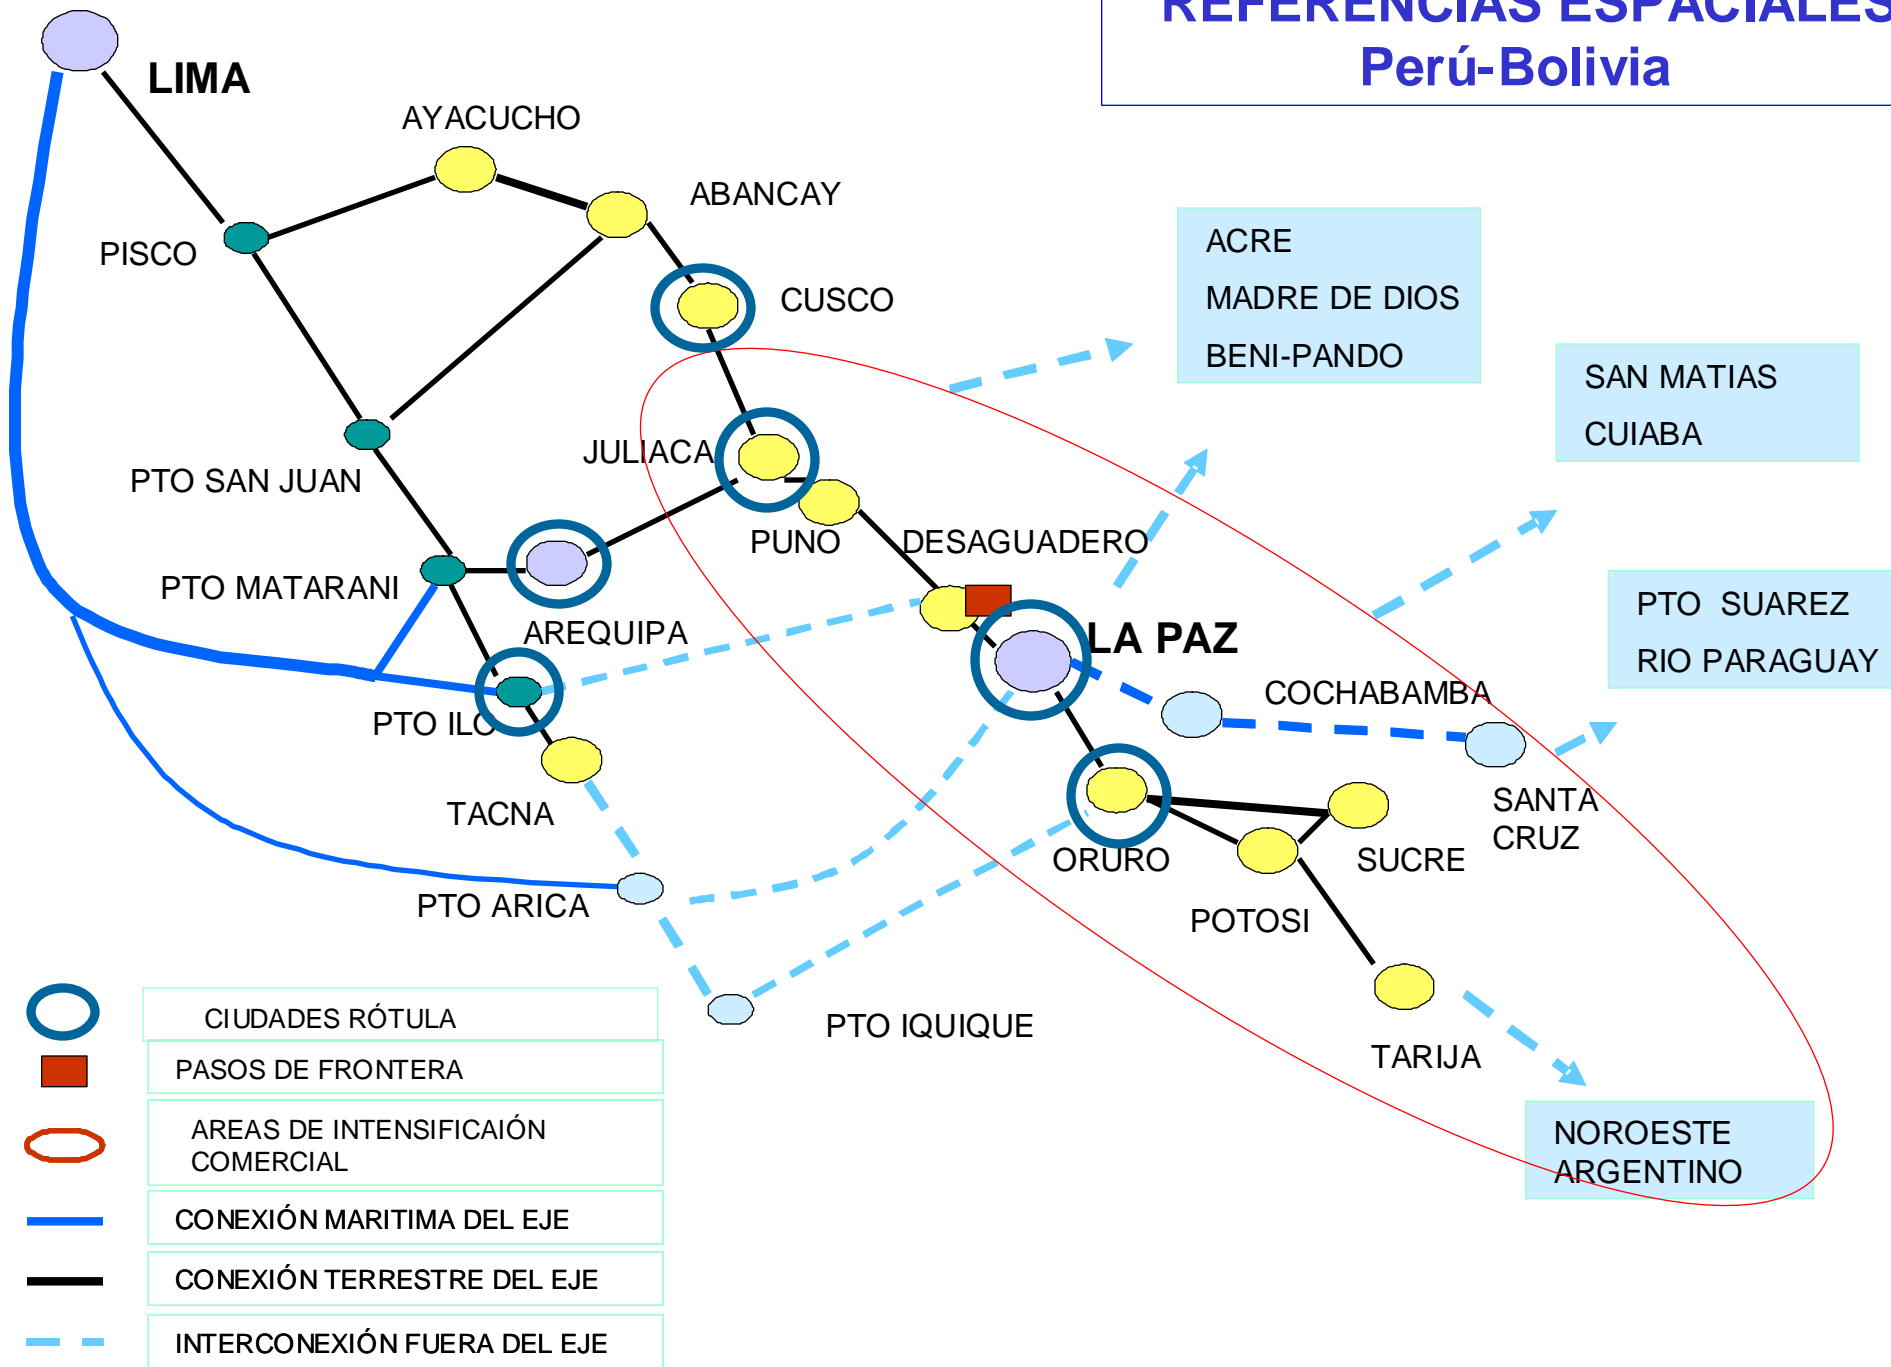 REFERENCIAS ESPACIALES
Perú-Bolivia
LIMA
AYACUCHO
ABANCAY
PISCO
CUSCO
ACRE
MADRE DE DIOS
BENI-PANDO
SAN MATIAS
CUIABA
JULIACA
PTO SAN JUAN
PUNO
DESAGUADERO
PTO MATARANI
AREQUIPA
LA PAZ
PTO  SUAREZ
RIO PARAGUAY
PTO ILO
COCHABAMBA
TACNA
SANTA
CRUZ
ORURO
SUCRE
PTO ARICA
POTOSI
PTO IQUIQUE
TARIJA
NOROESTE
ARGENTINO
CIUDADES RÓTULA
PASOS DE FRONTERA
AREAS DE INTENSIFICAIÓN
COMERCIAL
CONEXIÓN MARITIMA DEL EJE
CONEXIÓN TERRESTRE DEL EJE
INTERCONEXIÓN FUERA DEL EJE